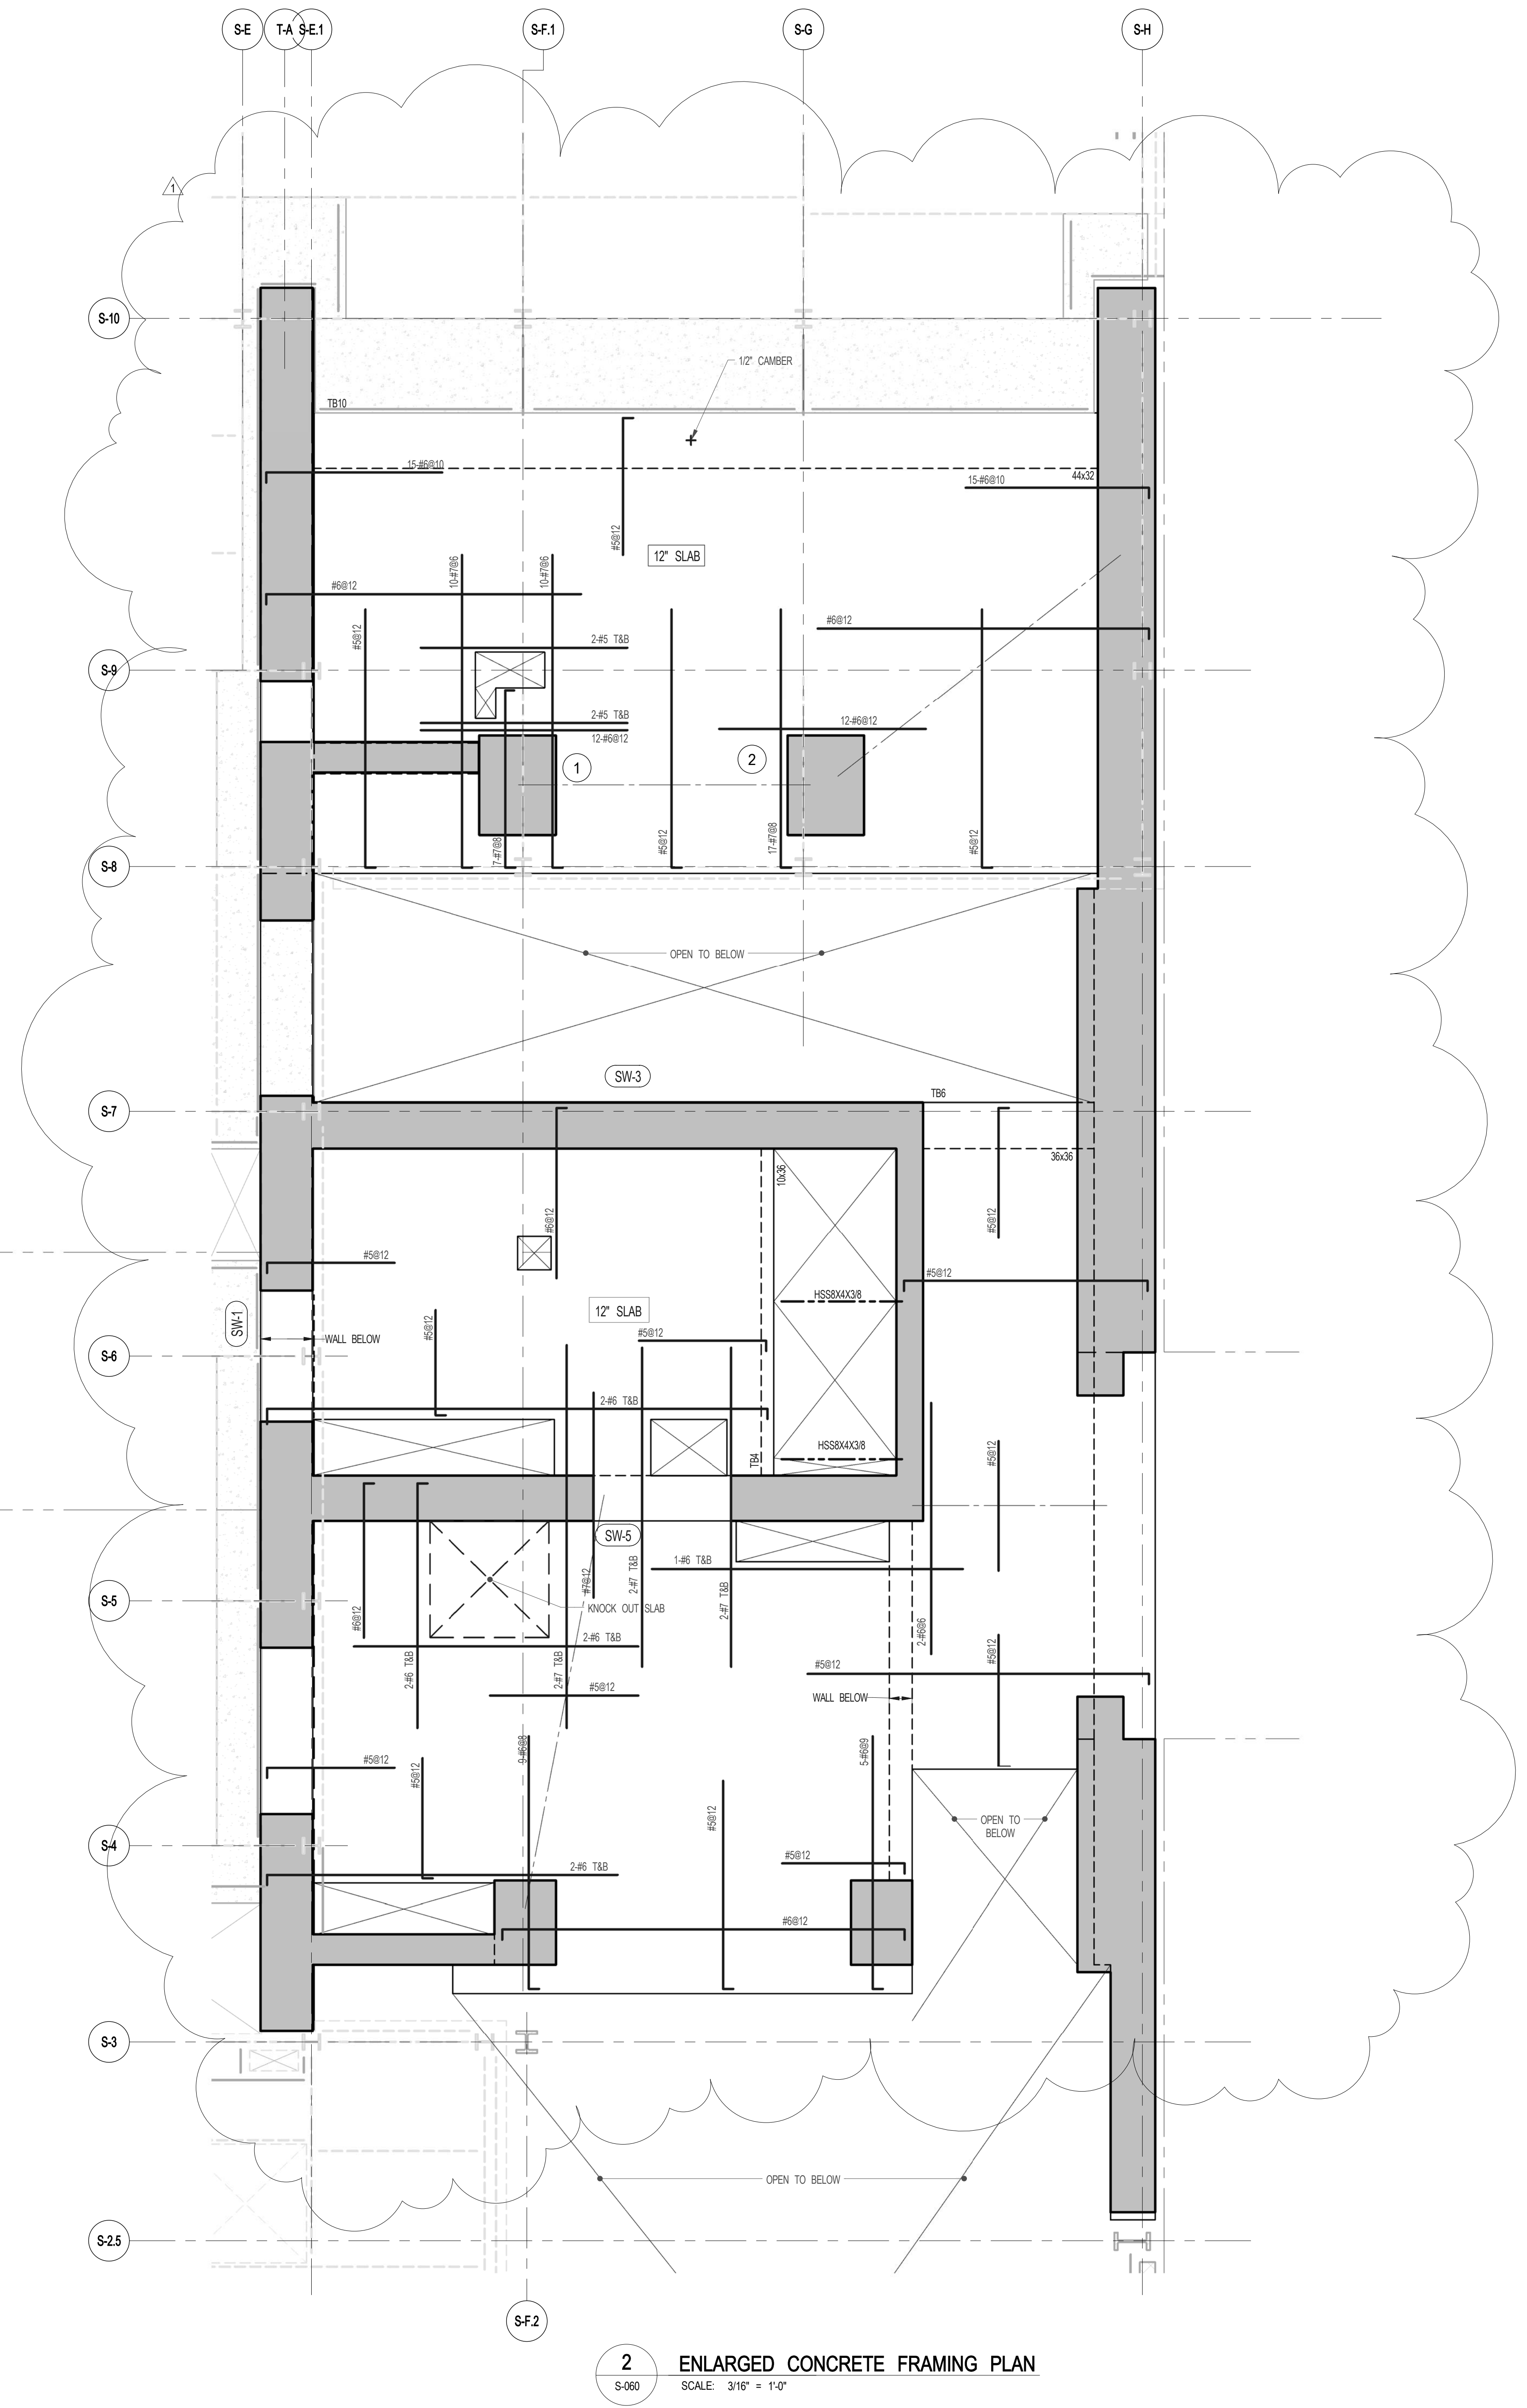 S-E T-A S-E.1 S-F.1 S-G S-H
1
S-10
1/2" CAMBER
TB10
15-#6@10
44x32
15-#6@10
#5@12
12" SLAB
10-#7@6
10-#7@6
#6@12
#6@12
#5@12
2-#5 T&B
S-9
2-#5 T&B
12-#6@12
12-#6@12
1
2
7-#7@8
#5@12
17-#7@8
#5@12
S-8
OPEN TO BELOW
SW-3
TB6
S-7
36x36
10x36
#6@12
#5@12
#5@12
#5@12
HSS8X4X3/8
12" SLAB
SW-1
WALL BELOW
#5@12
#5@12
S-6
2-#6 T&B
HSS8X4X3/8
TB4
#5@12
SW-5
1-#6 T&B
#7@12
2-#7 T&B
2-#7 T&B
S-5
KNOCK OUT SLAB
#6@12
2-#6 T&B
2-#6@6
2-#6 T&B
2-#7 T&B
#5@12
#5@12
#5@12
WALL BELOW
#5@12
#5@12
9-#6@8
5-#6@9
#5@12
OPEN TO
BELOW
S-4
#5@12
2-#6 T&B
#6@12
S-3
OPEN TO BELOW
S-2.5
S-F.2
2
S-060
ENLARGED CONCRETE FRAMING PLAN
SCALE: 3/16" = 1'-0"